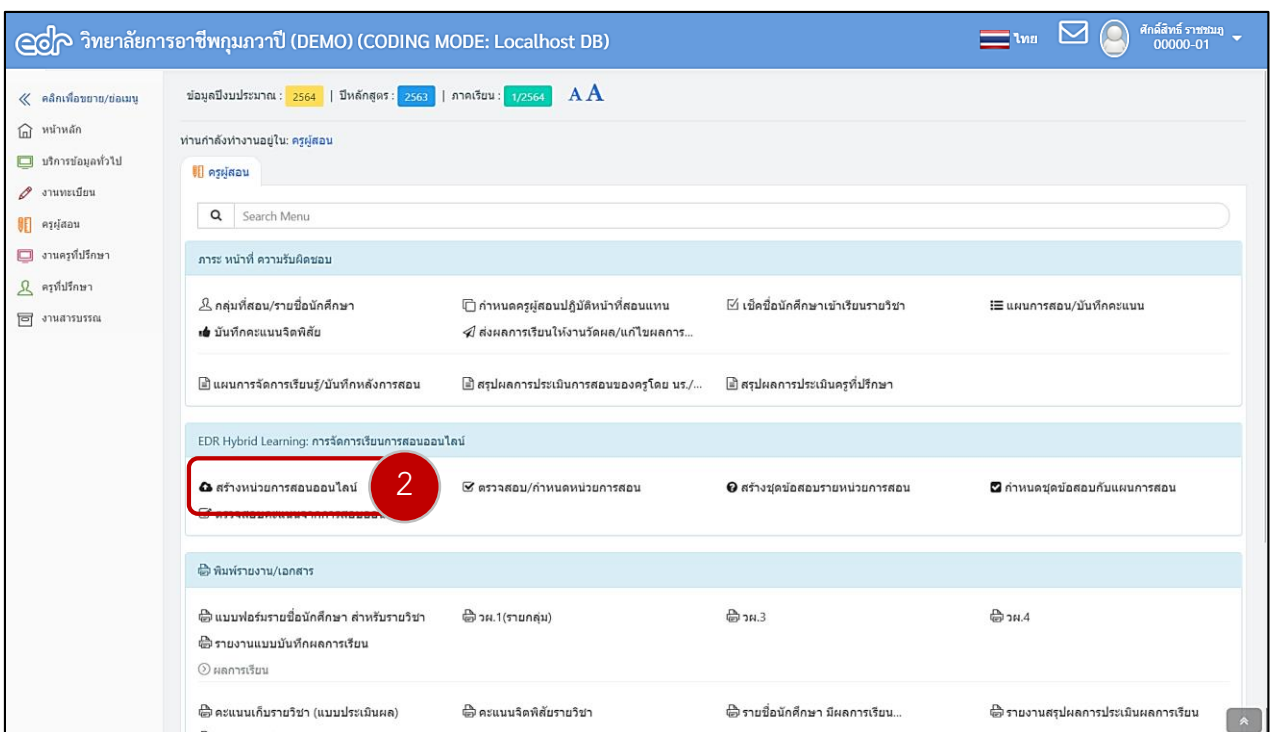 edr วิทยาลัยการอาชีพกุมภวาปี (DEMO) (CODING MODE: Localhost DB)
ไทย
ศักดิ์สิทธิ์ ราชชมภู
00000-01
คลิกเพื่อขยาย/ย่อเมนู
หน้าหลัก
บริการข้อมูลทั่วไป
งานทะเบียน
ครูผู้สอน
งานครูที่ปรึกษา
ครูที่ปรึกษา
งานสารบรรณ
ข้อมูลปีงบประมาณ : 2564 | ปีหลักสูตร : 2563 | ภาคเรียน : 1/2564 A A
ท่านกำลังทำงานอยู่ใน: ครูผู้สอน
ครูผู้สอน
Search Menu
ภาระ หน้าที่ ความรับผิดชอบ
กลุ่มที่สอน/รายชื่อนักศึกษา กำหนดครูผู้สอนปฏิบัติหน้าที่สอนแทน เช็คชื่อนักศึกษาเข้าเรียนรายวิชา แผนการสอน/บันทึกคะแนน
บันทึกคะแนนจิตพิสัย ส่งผลการเรียนให้งานวัดผล/แก้ไขผลการ...
แผนการจัดการเรียนรู้/บันทึกหลังการสอน สรุปผลการประเมินการสอนของครูโดย นร./... สรุปผลการประเมินครูที่ปรึกษา
EDR Hybrid Learning: การจัดการเรียนการสอนออนไลน์
สร้างหน่วยการสอนออนไลน์ 2 ตรวจสอบ/กำหนดหน่วยการสอน สร้างชุดข้อสอบรายหน่วยการสอน กำหนดชุดข้อสอบกับแผนการสอน
ตรวจสอบคะแนนจากการสอนออน
พิมพ์รายงาน/เอกสาร
แบบฟอร์มรายชื่อนักศึกษา สำหรับรายวิชา วผ.1(รายกลุ่ม) วผ.3 วผ.4
รายงานแบบบันทึกผลการเรียน
ผลการเรียน
คะแนนเก็บรายวิชา (แบบประเมินผล) คะแนนจิตพิสัยรายวิชา รายชื่อนักศึกษา มีผลการเรียน... รายงานสรุปผลการประเมินผลการเรียน